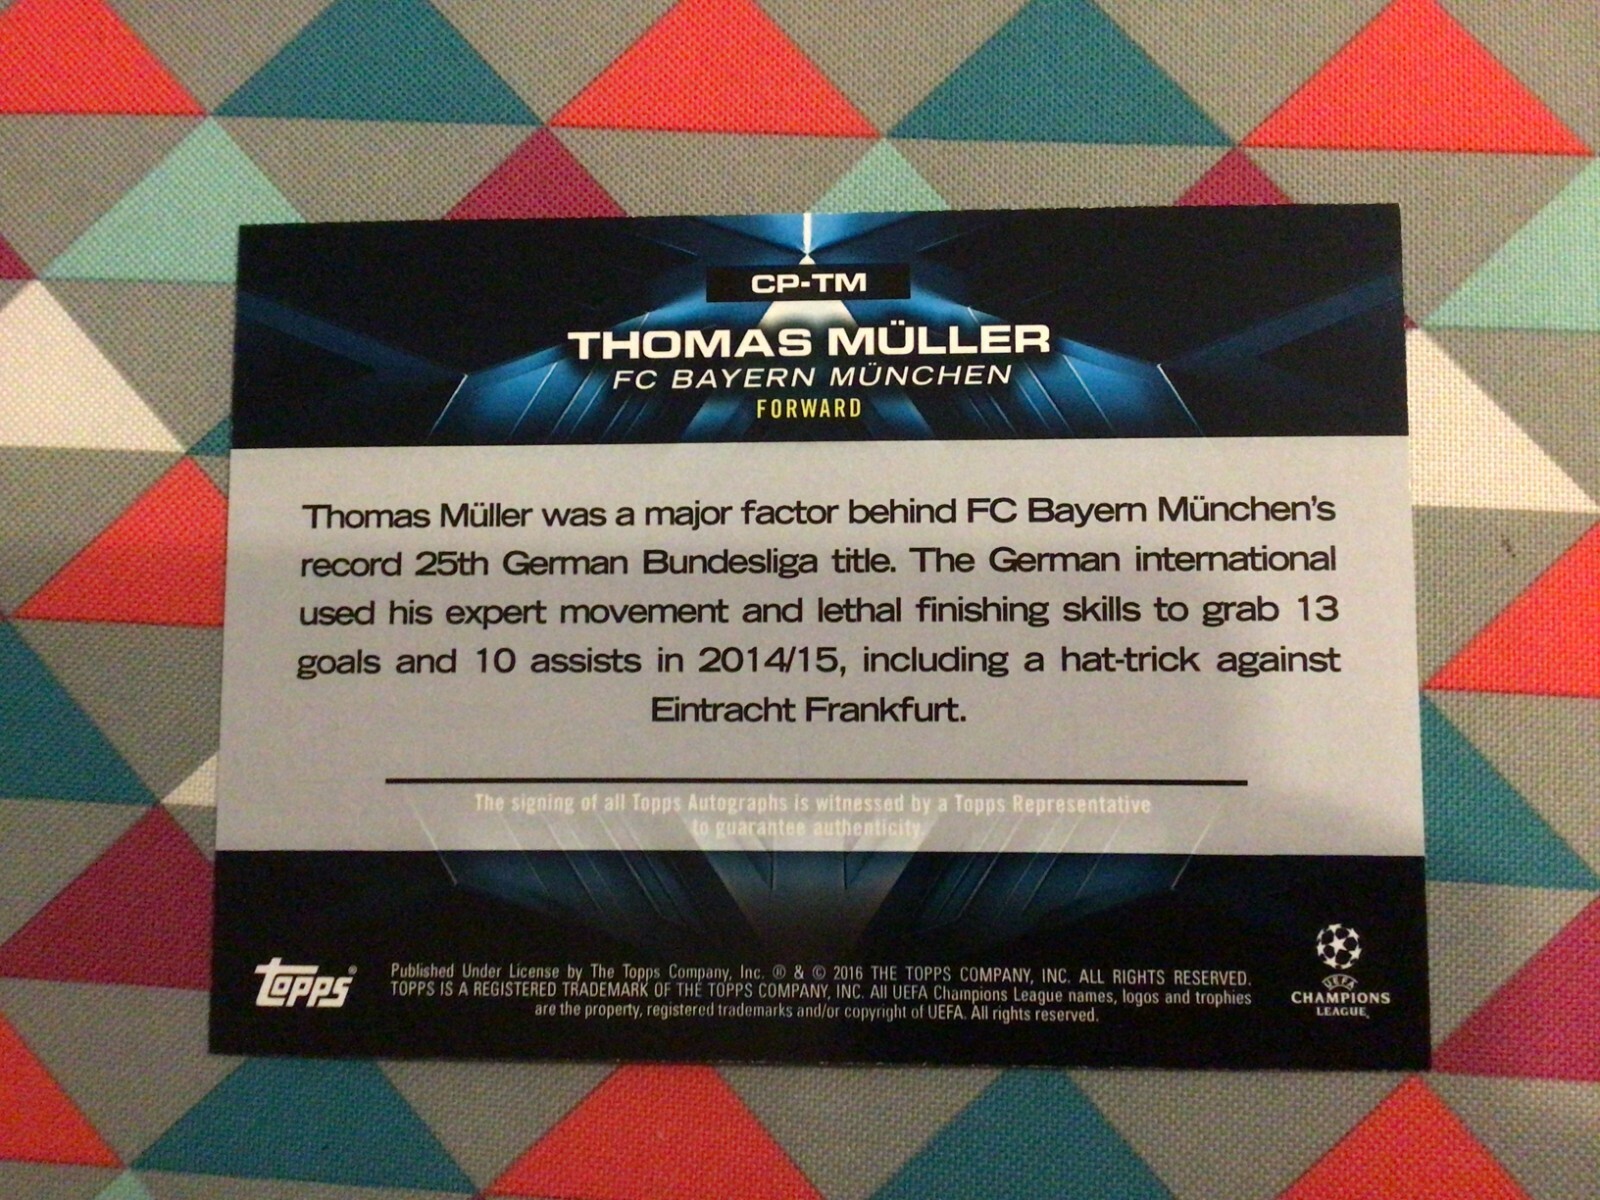 CP-TM
THOMAS MÜLLER
FC BAYERN MÜNCHEN
FORWARD
Thomas Müller was a major factor behind FC Bayern München's
record 25th German Bundesliga title. The German international
used his expert movement and lethal finishing skills to grab 13
goals and 10 assists in 2014/15, including a hat-trick against
Eintracht Frankfurt.
The signing of all Topps Autographs is witnessed by a Topps Representative
to guarantee authenticity.
topps®
Published Under License by The Topps Company, Inc. ® & © 2016 THE TOPPS COMPANY, INC. ALL RIGHTS RESERVED.
TOPPS IS A REGISTERED TRADEMARK OF THE TOPPS COMPANY, INC. All UEFA Champions League names, logos and trophies
are the property, registered trademarks and/or copyright of UEFA. All rights reserved.
UEFA
CHAMPIONS
LEAGUE